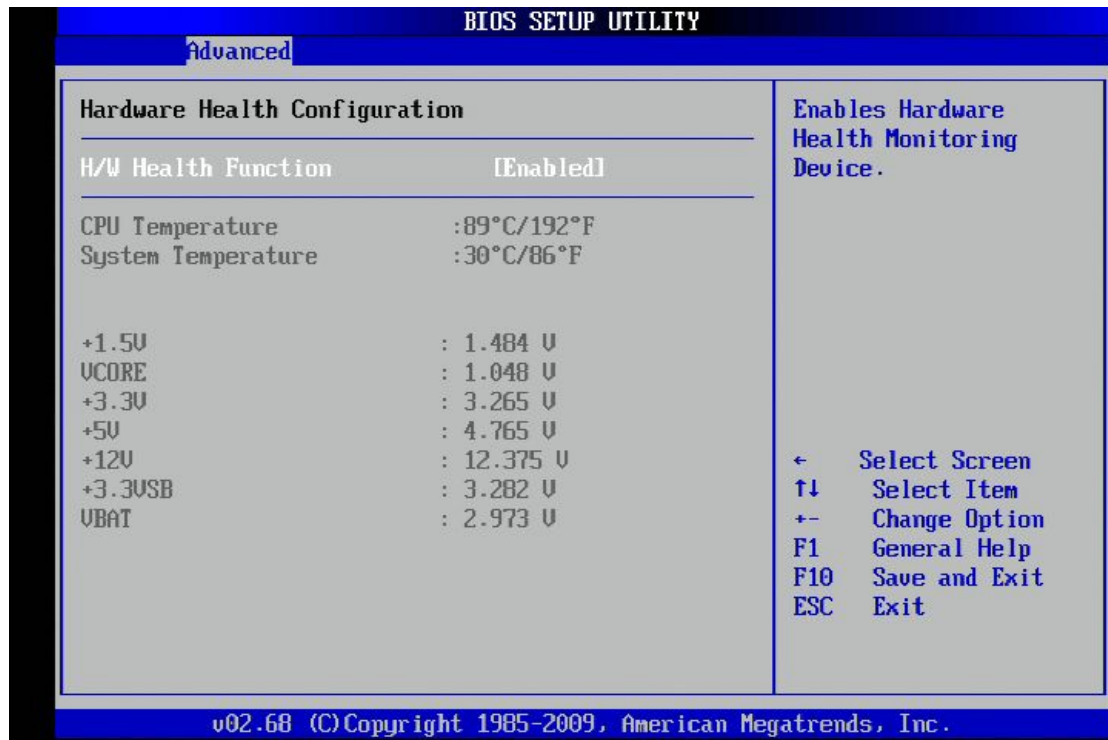 BIOS SETUP UTILITY
Advanced
Hardware Health Configuration
H/W Health Function [Enabled]
CPU Temperature :89°C/192°F
System Temperature :30°C/86°F
+1.5V : 1.484 V
VCORE : 1.048 V
+3.3V : 3.265 V
+5V : 4.765 V
+12V : 12.375 V
+3.3VSB : 3.282 V
VBAT : 2.973 V
Enables Hardware
Health Monitoring
Device.
← Select Screen
↑↓ Select Item
+- Change Option
F1 General Help
F10 Save and Exit
ESC Exit
v02.68 (C)Copyright 1985-2009, American Megatrends, Inc.